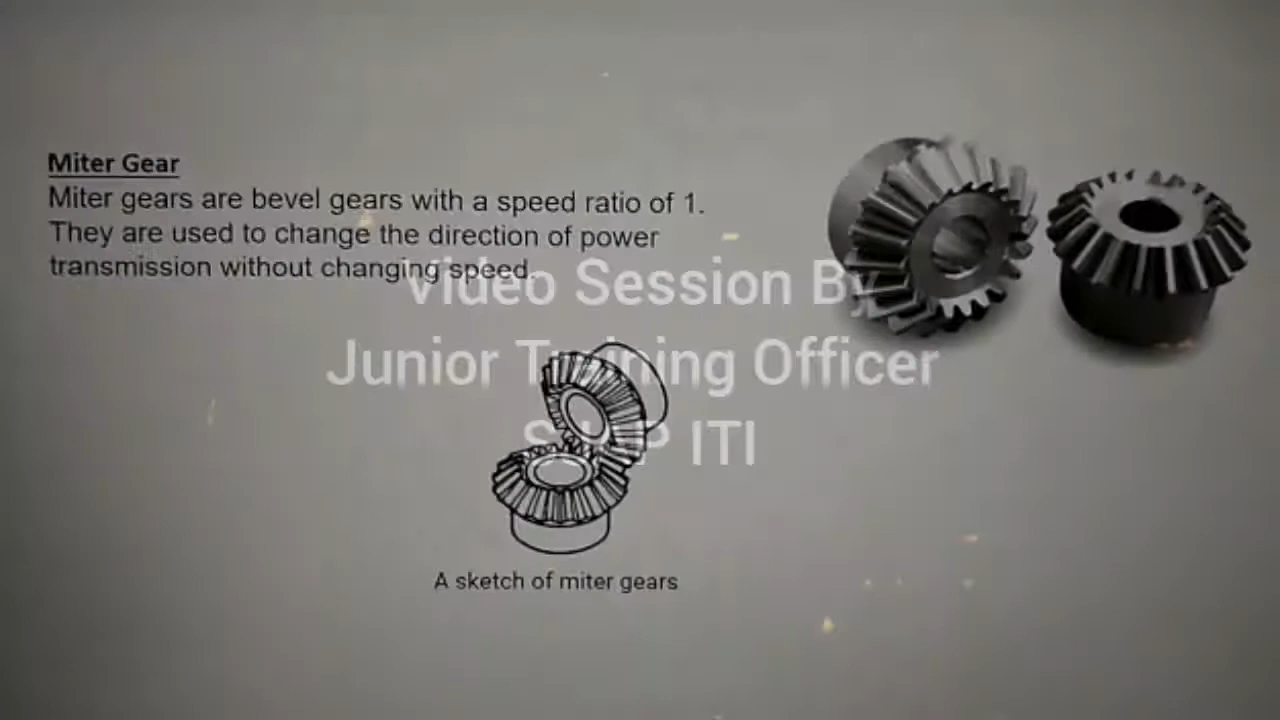 Miter Gear
Miter gears are bevel gears with a speed ratio of 1.
They are used to change the direction of power
transmission without changing speed.
Video Session By
Junior Training Officer
ITI
A sketch of miter gears